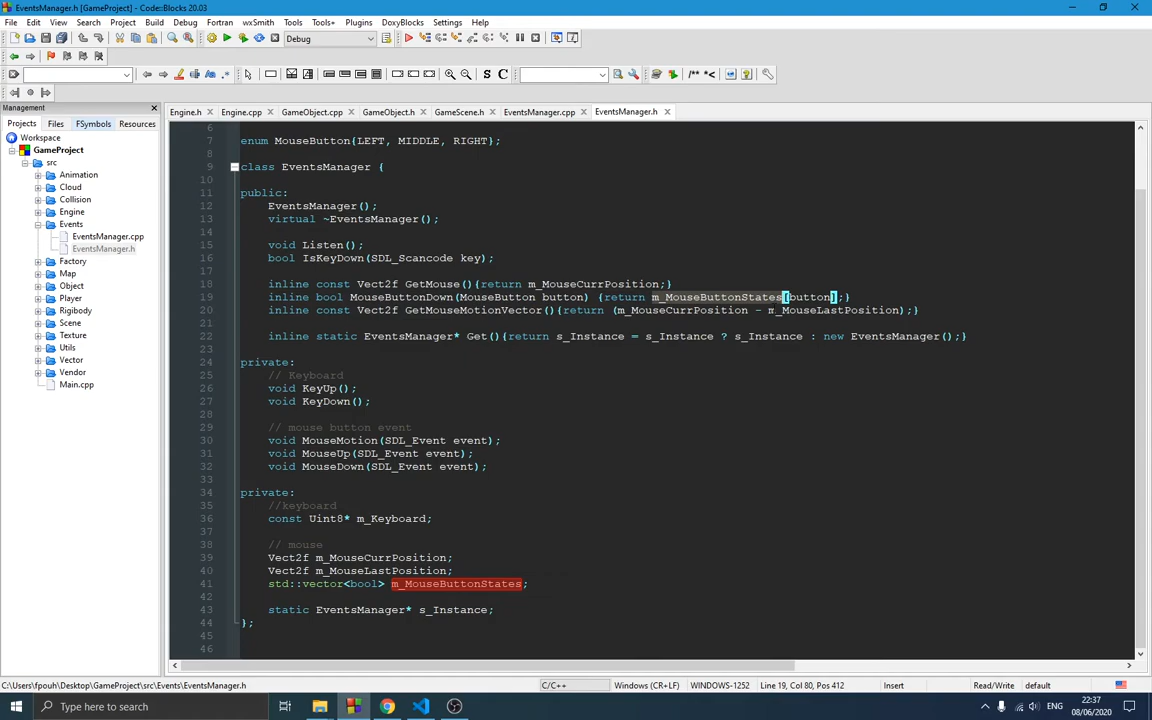 EventsManager.h [GameProject] - Code::Blocks 20.03
File Edit View Search Project Build Debug Fortran wxSmith Tools Tools+ Plugins DoxyBlocks Settings Help
Debug
S C
/** *<
Management
Projects Files FSymbols Resources
Workspace
GameProject
src
Animation
Cloud
Collision
Engine
Events
EventsManager.cpp
EventsManager.h
Factory
Map
Object
Player
Rigibody
Scene
Texture
Utils
Vector
Vendor
Main.cpp
Engine.h Engine.cpp GameObject.cpp GameObject.h GameScene.h EventsManager.cpp EventsManager.h
6
7 enum MouseButton{LEFT, MIDDLE, RIGHT};
8
9 class EventsManager {
10
11 public:
12 EventsManager();
13 virtual ~EventsManager();
14
15 void Listen();
16 bool IsKeyDown(SDL_Scancode key);
17
18 inline const Vect2f GetMouse(){return m_MouseCurrPosition;}
19 inline bool MouseButtonDown(MouseButton button) {return m_MouseButtonStates[button];}
20 inline const Vect2f GetMouseMotionVector(){return (m_MouseCurrPosition - m_MouseLastPosition);}
21
22 inline static EventsManager* Get(){return s_Instance = s_Instance ? s_Instance : new EventsManager();}
23
24 private:
25 // Keyboard
26 void KeyUp();
27 void KeyDown();
28
29 // mouse button event
30 void MouseMotion(SDL_Event event);
31 void MouseUp(SDL_Event event);
32 void MouseDown(SDL_Event event);
33
34 private:
35 //keyboard
36 const Uint8* m_Keyboard;
37
38 // mouse
39 Vect2f m_MouseCurrPosition;
40 Vect2f m_MouseLastPosition;
41 std::vector<bool> m_MouseButtonStates;
42
43 static EventsManager* s_Instance;
44 };
45
46
C:\Users\fpouh\Desktop\GameProject\src\Events\EventsManager.h C/C++ Windows (CR+LF) WINDOWS-1252 Line 19, Col 80, Pos 412 Insert Read/Write default
Type here to search
ENG
22:37
08/06/2020